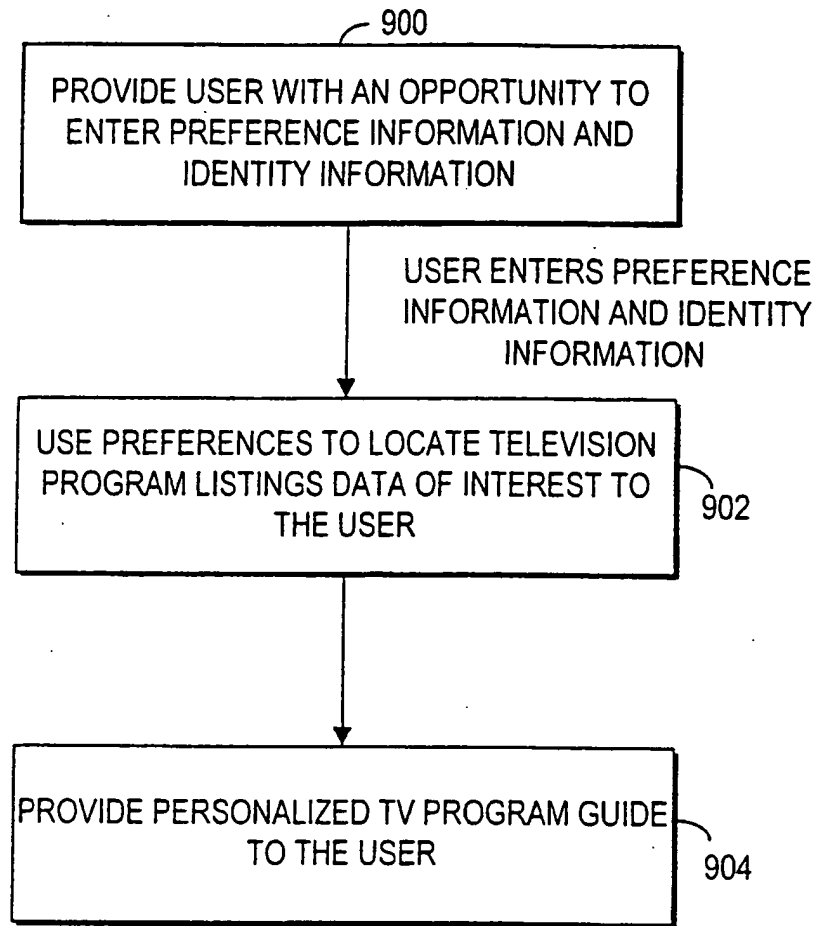 900
PROVIDE USER WITH AN OPPORTUNITY TO
ENTER PREFERENCE INFORMATION AND
IDENTITY INFORMATION
USER ENTERS PREFERENCE
INFORMATION AND IDENTITY
INFORMATION
USE PREFERENCES TO LOCATE TELEVISION
PROGRAM LISTINGS DATA OF INTEREST TO
THE USER
902
PROVIDE PERSONALIZED TV PROGRAM GUIDE
TO THE USER
904